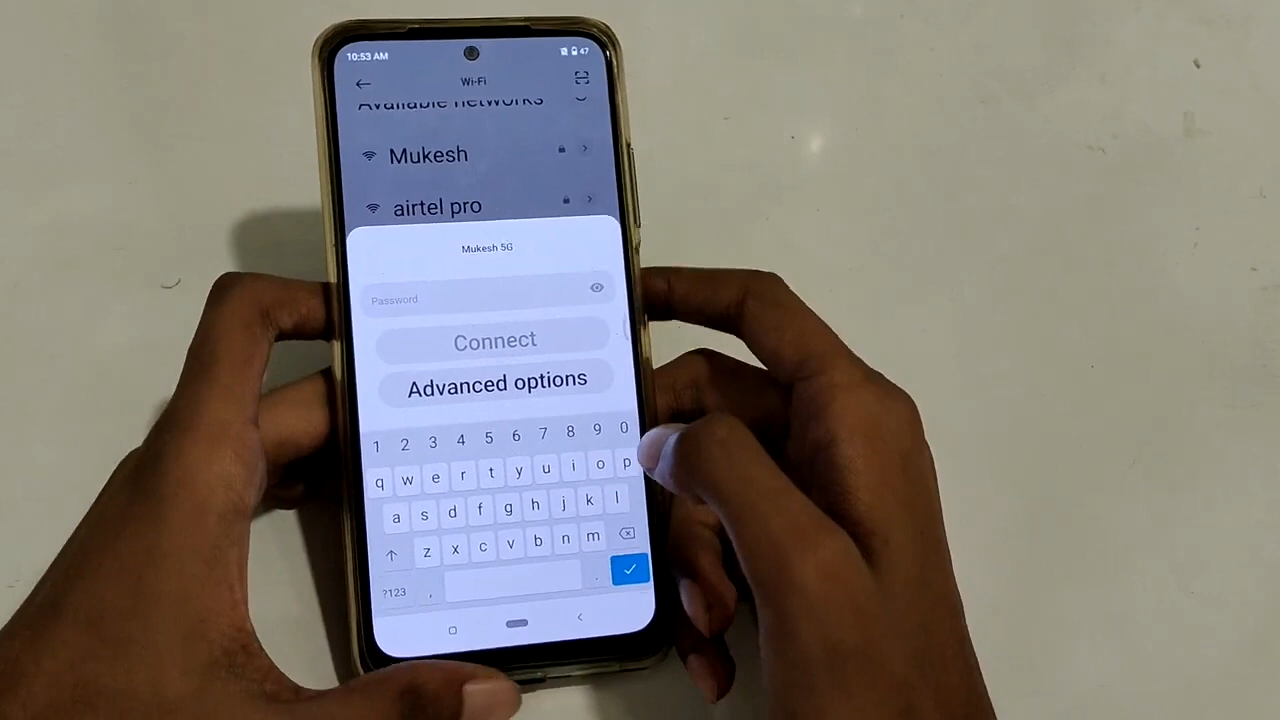 10:53 AM
47
Wi-Fi
Available networks
Mukesh
airtel pro
Mukesh 5G
Password
Connect
Advanced options
1 2 3 4 5 6 7 8 9 0
q w e r t y u i o p
a s d f g h j k l
z x c v b n m
?123 , .